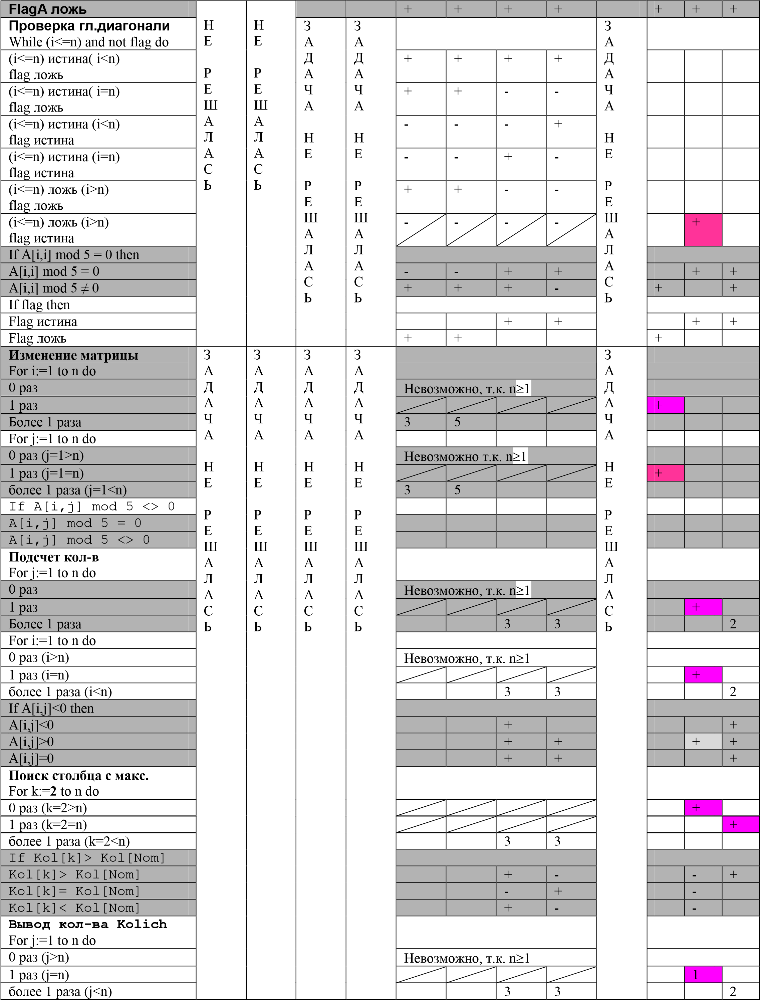 FlagA ложь + + + + + + +
НЕ РЕШАЛАСЬ
НЕ РЕШАЛАСЬ
ЗАДАЧА НЕ РЕШАЛАСЬ
ЗАДАЧА НЕ РЕШАЛАСЬ
ЗАДАЧА НЕ РЕШАЛАСЬ
Проверка гл.диагонали
While (i<=n) and not flag do
(i<=n) истина( i<n) + + + +
flag ложь
(i<=n) истина( i=n) + + - -
flag ложь
(i<=n) истина (i<n) - - - +
flag истина
(i<=n) истина (i=n) - - + -
flag истина
(i<=n) ложь (i>n) + + - -
flag ложь
(i<=n) ложь (i>n) - - - - +
flag истина
If A[i,i] mod 5 = 0 then
A[i,i] mod 5 = 0 - - + + + +
A[i,i] mod 5 ≠ 0 + + + - + +
If flag then
Flag истина + + + +
Flag ложь + + +
ЗАДАЧА НЕ РЕШАЛАСЬ
ЗАДАЧА НЕ РЕШАЛАСЬ
ЗАДАЧА НЕ РЕШАЛАСЬ
ЗАДАЧА НЕ РЕШАЛАСЬ
ЗАДАЧА НЕ РЕШАЛАСЬ
Изменение матрицы
For i:=1 to n do
0 раз Невозможно, т.к. n≥1
1 раз +
Более 1 раза 3 5
For j:=1 to n do
0 раз (j=1>n) Невозможно т.к. n≥1
1 раз (j=1=n) +
более 1 раза (j=1<n) 3 5
If A[i,j] mod 5 <> 0
A[i,j] mod 5 = 0
A[i,j] mod 5 <> 0
Подсчет кол-в
For j:=1 to n do
0 раз Невозможно, т.к. n≥1
1 раз +
Более 1 раза 3 3 2
For i:=1 to n do
0 раз (i>n) Невозможно, т.к. n≥1
1 раз (i=n) +
более 1 раза (i<n) 3 3 2
If A[i,j]<0 then
A[i,j]<0 + +
A[i,j]>0 + + + +
A[i,j]=0 + + +
Поиск столбца с макс.
For k:=2 to n do
0 раз (k=2>n) +
1 раз (k=2=n) +
более 1 раза (k=2<n) 3 3
If Kol[k]> Kol[Nom]
Kol[k]> Kol[Nom] + - - +
Kol[k]= Kol[Nom] - + -
Kol[k]< Kol[Nom] + - -
Вывод кол-ва Kolich
For j:=1 to n do
0 раз (j>n) Невозможно, т.к. n≥1
1 раз (j=n) 1
более 1 раза (j<n) 3 3 2